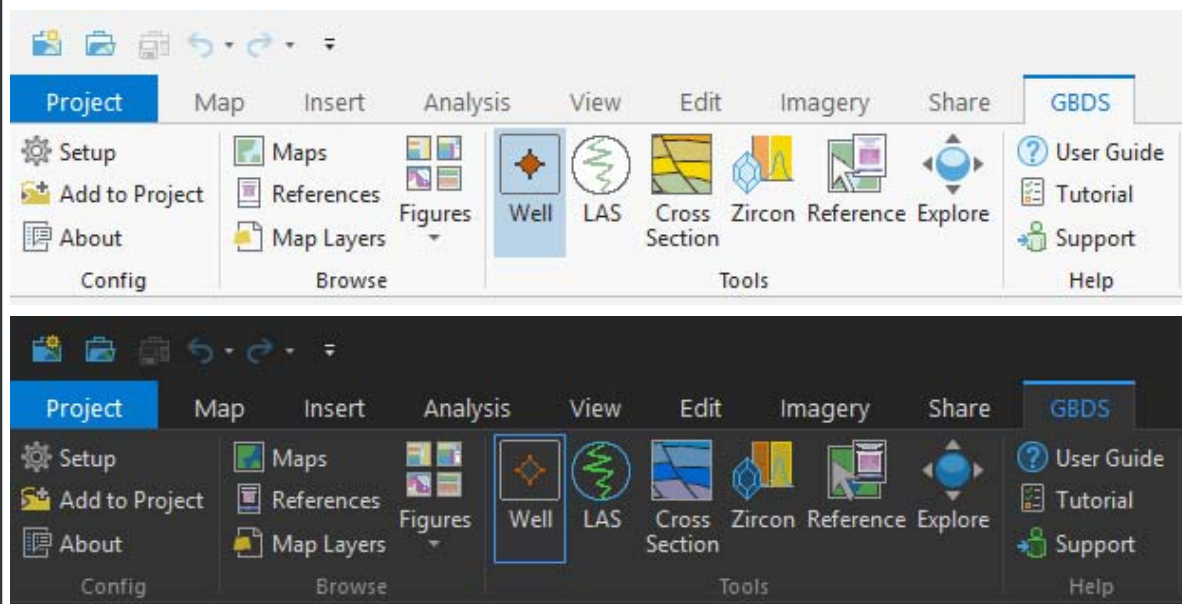 Project Map Insert Analysis View Edit Imagery Share GBDS
Setup Maps User Guide
Add to Project References Tutorial
Figures Well LAS Cross Section Zircon Reference Explore
About Map Layers Support
Config Browse Tools Help
Project Map Insert Analysis View Edit Imagery Share GBDS
Setup Maps User Guide
Add to Project References Tutorial
Figures Well LAS Cross Section Zircon Reference Explore
About Map Layers Support
Config Browse Tools Help